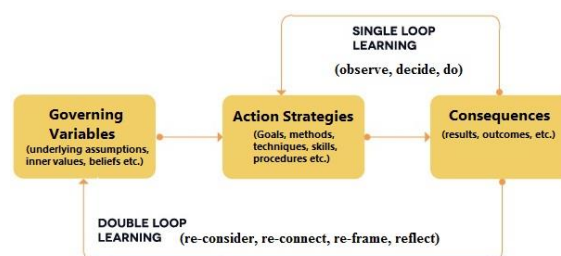 SINGLE LOOP
LEARNING
(observe, decide, do)
Governing
Variables
(underlying assumptions,
inner values, beliefs etc.)
Action Strategies
(Goals, methods,
techniques, skills,
procedures etc.)
Consequences
(results, outcomes, etc.)
DOUBLE LOOP
LEARNING (re-consider, re-connect, re-frame, reflect)